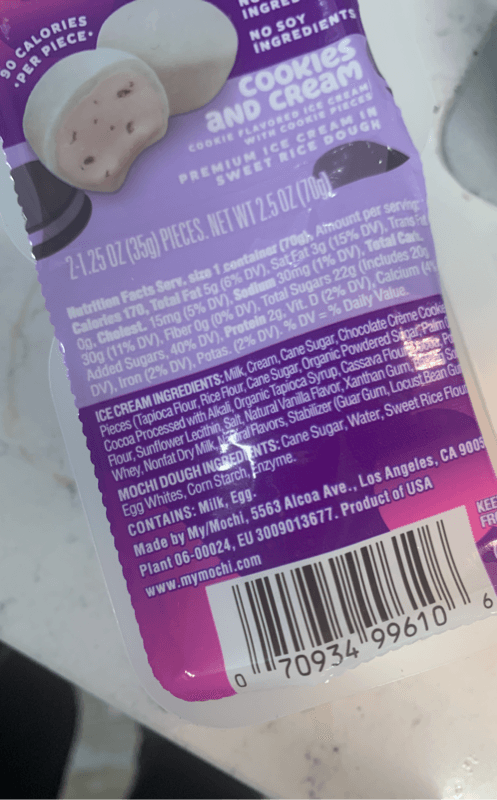 90 CALORIES
•PER PIECE•
INGRE
NO SOY
INGREDIENTS
COOKIES
AND CREAM
COOKIE FLAVORED ICE CREAM
WITH COOKIE PIECES
PREMIUM ICE CREAM IN
SWEET RICE DOUGH
2-1.25 OZ (35g) PIECES. NET WT 2.5 OZ (70g)
Nutrition Facts Serv. size 1 container (70g), Amount per serving:
Calories 170, Total Fat 5g (6% DV), Sat. Fat 3g (15% DV), Trans Fat
0g, Cholest. 15mg (5% DV), Sodium 30mg (1% DV), Total Carb.
30g (11% DV), Fiber 0g (0% DV), Total Sugars 22g (Includes 20g
Added Sugars, 40% DV), Protein 2g, Vit. D (2% DV), Calcium (4%
DV), Iron (2% DV), Potas. (2% DV). % DV = % Daily Value.
ICE CREAM INGREDIENTS: Milk, Cream, Cane Sugar, Chocolate Crème Cookie
Pieces (Tapioca Flour, Rice Flour, Cane Sugar, Organic Powdered Sugar, Palm
Cocoa Processed with Alkali, Organic Tapioca Syrup, Cassava Flour,
Flour, Sunflower Lecithin, Salt, Natural Vanilla Flavor, Xanthan Gum,
Whey, Nonfat Dry Milk, Natural Flavors, Stabilizer (Guar Gum, Locust Bean Gu
MOCHI DOUGH INGREDIENTS: Cane Sugar, Water, Sweet Rice Flour
Egg Whites, Corn Starch, Enzyme.
CONTAINS: Milk, Egg.
Made by My/Mochi, 5563 Alcoa Ave., Los Angeles, CA 9005
Plant 06-00024, EU 3009013677. Product of USA
www.mymochi.com
KEE
FR
0 70934 99610 6